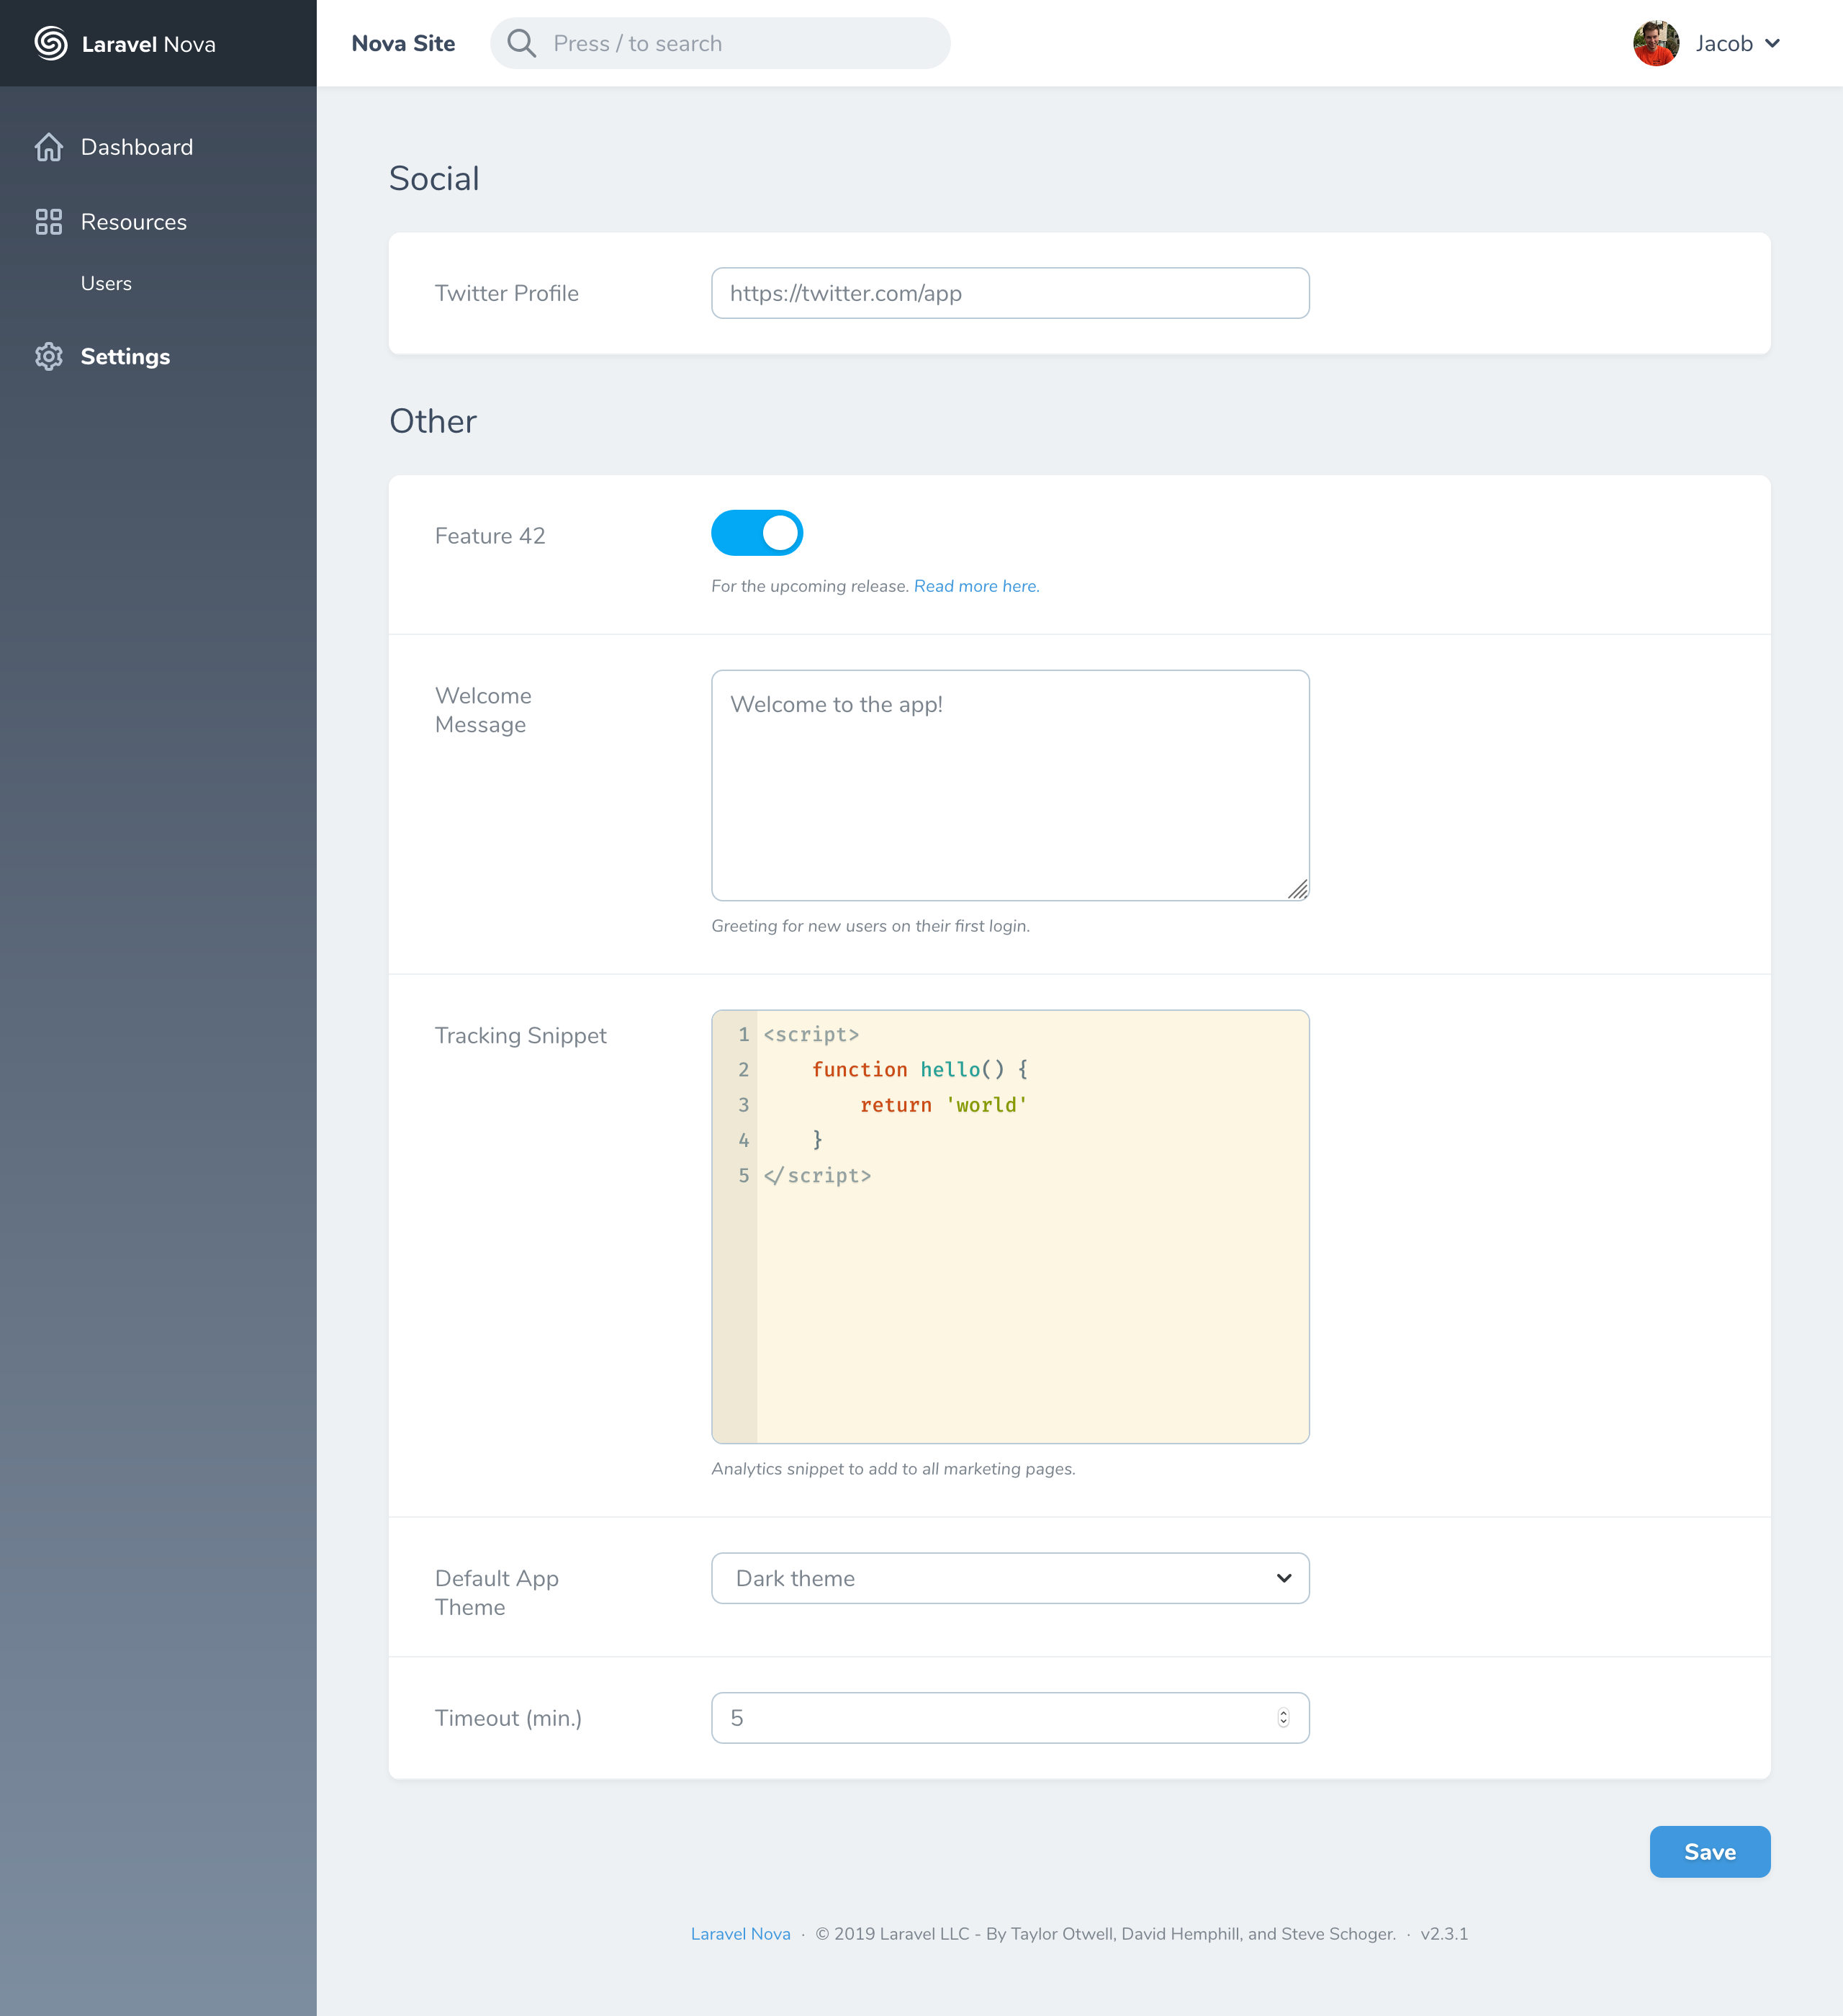 Laravel Nova
Nova Site
Press / to search
Jacob
Dashboard
Resources
Users
Settings
Social
Twitter Profile
https://twitter.com/app
Other
Feature 42
For the upcoming release. Read more here.
Welcome
Message
Welcome to the app!
Greeting for new users on their first login.
Tracking Snippet
1 <script>
2     function hello() {
3         return 'world'
4     }
5 </script>
Analytics snippet to add to all marketing pages.
Default App
Theme
Dark theme
Timeout (min.)
5
Save
Laravel Nova · © 2019 Laravel LLC - By Taylor Otwell, David Hemphill, and Steve Schoger. · v2.3.1